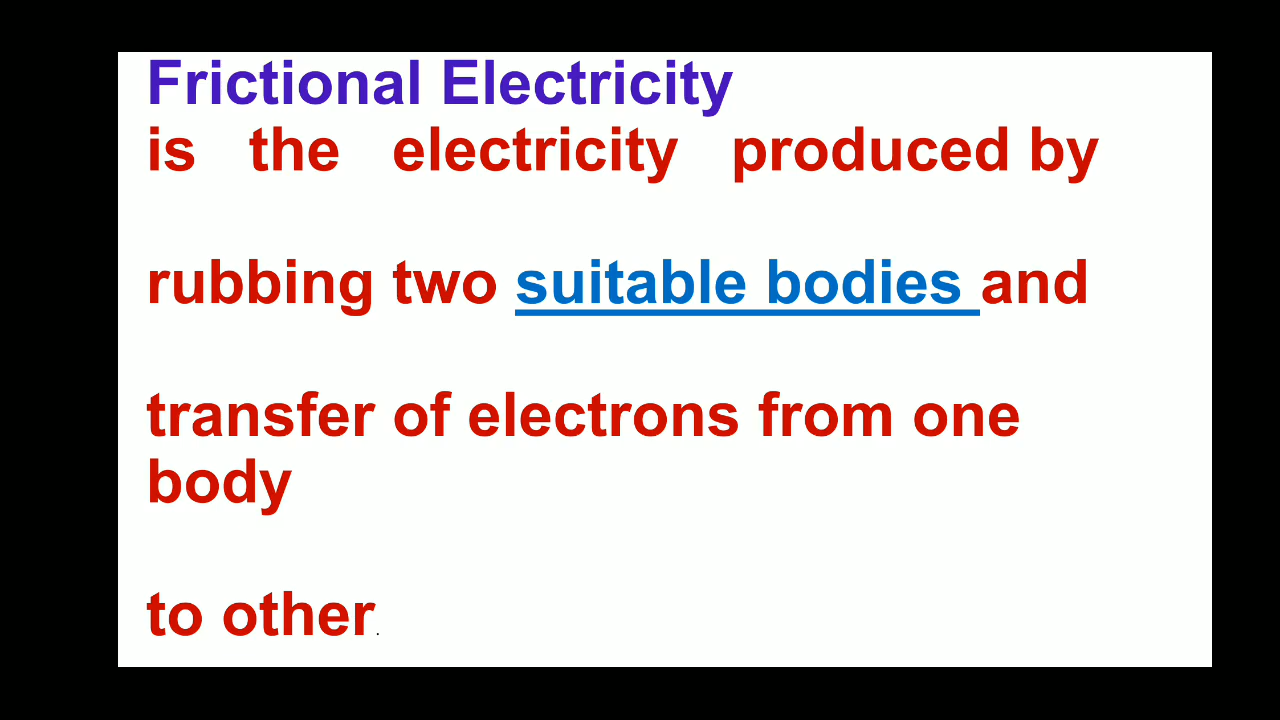 Frictional Electricity
is the electricity produced by
rubbing two suitable bodies and
transfer of electrons from one
body
to other.